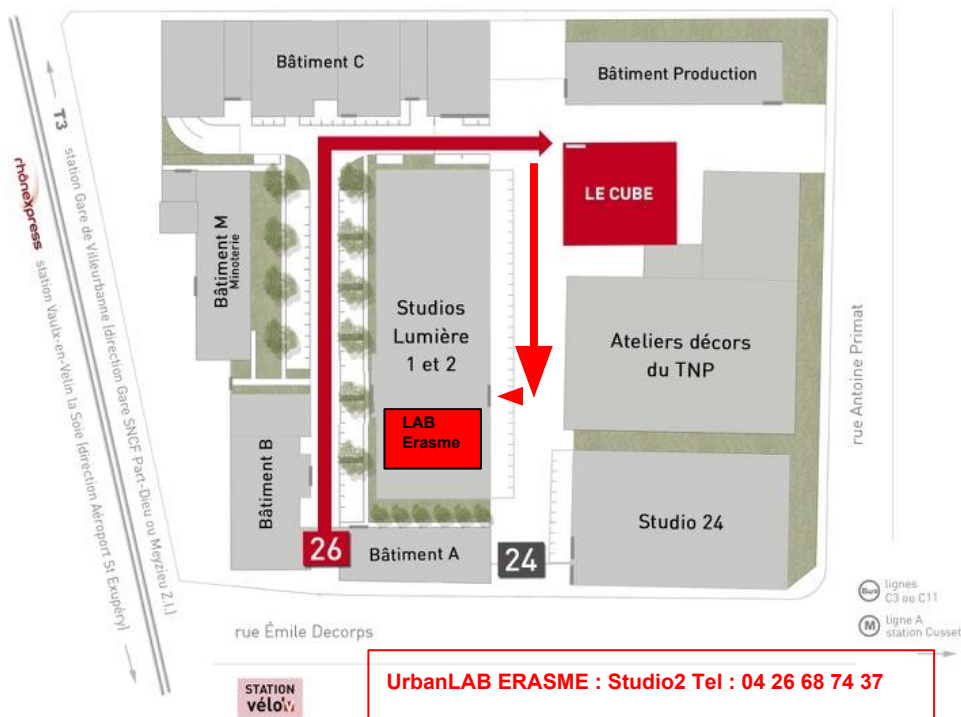 Bâtiment C
Bâtiment Production
T3
station Gare de Villeurbanne (direction Gare SNCF Part-Dieu ou Meyzieu Z.I.)
rhônexpress
station Vaulx-en-Velin la Soie (direction Aéroport St Exupéry)
LE CUBE
Bâtiment M
Minoterie
Studios
Lumière
1 et 2
Ateliers décors
du TNP
rue Antoine Primat
LAB
Erasme
Bâtiment B
Studio 24
26
Bâtiment A
24
Bus
lignes
C3 ou C11
M
ligne A
station Cusset
rue Émile Decorps
STATION
vélo'v
UrbanLAB ERASME : Studio2 Tel : 04 26 68 74 37